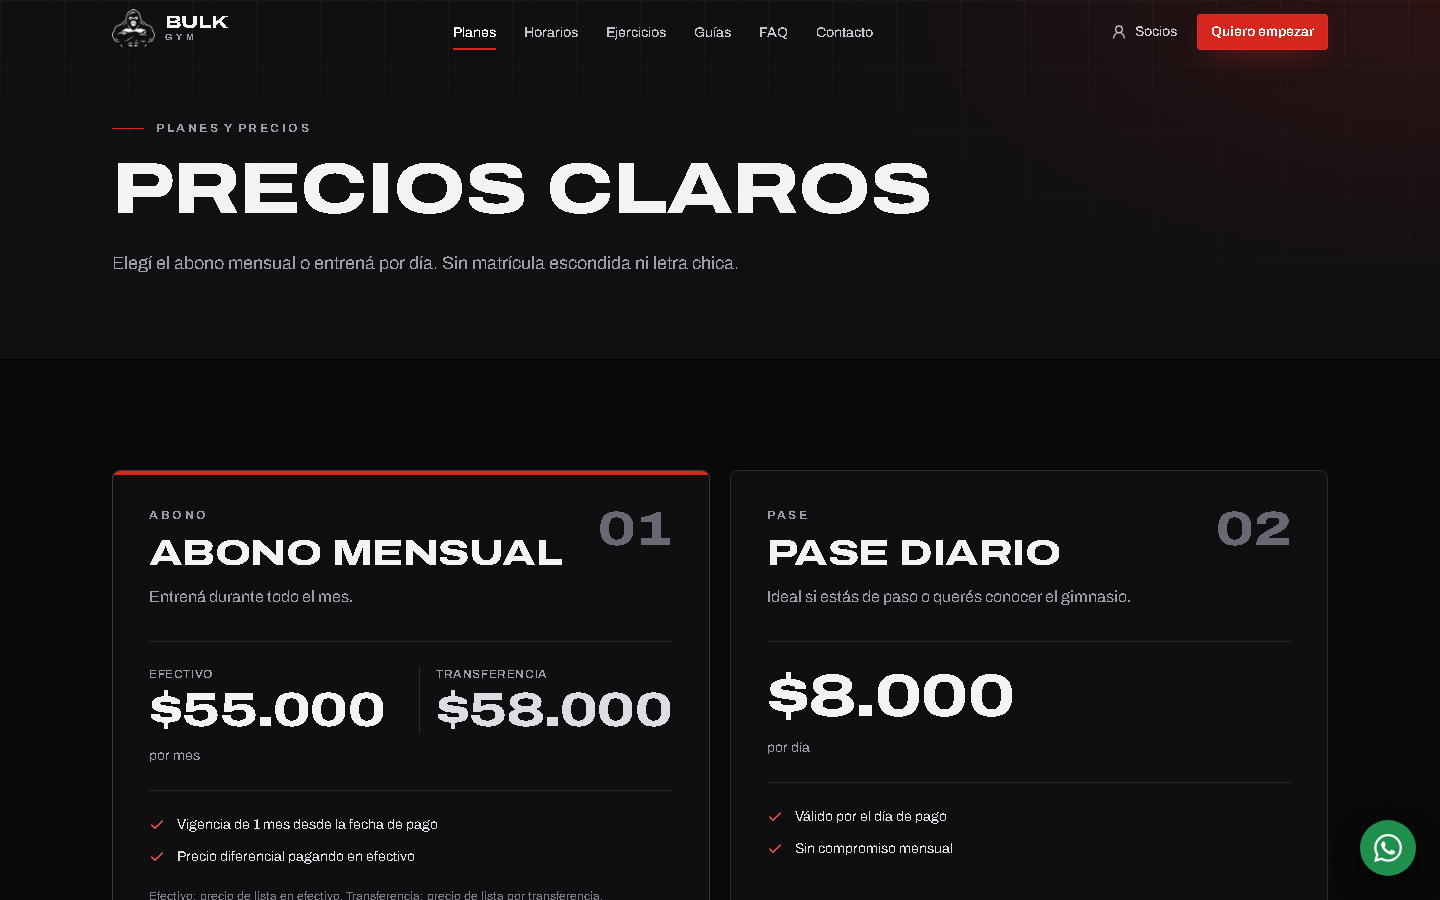 BULK
GYM
Planes
Horarios
Ejercicios
Guías
FAQ
Contacto
Socios
Quiero empezar
PLANES Y PRECIOS
PRECIOS CLAROS
Elegí el abono mensual o entrená por día. Sin matrícula escondida ni letra chica.
ABONO
01
ABONO MENSUAL
Entrená durante todo el mes.
EFECTIVO
$55.000
TRANSFERENCIA
$58.000
por mes
Vigencia de 1 mes desde la fecha de pago
Precio diferencial pagando en efectivo
Efectivo: precio de lista en efectivo. Transferencia: precio de lista por transferencia.
PASE
02
PASE DIARIO
Ideal si estás de paso o querés conocer el gimnasio.
$8.000
por día
Válido por el día de pago
Sin compromiso mensual